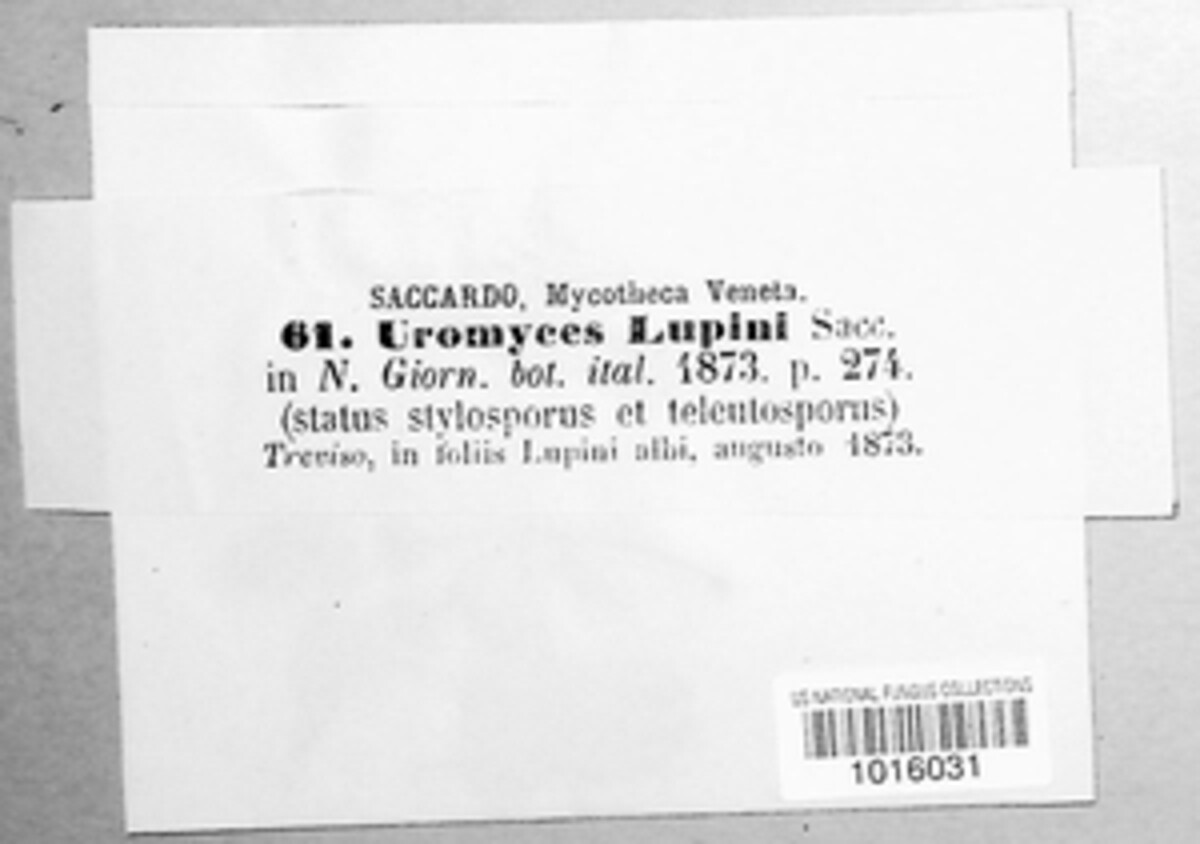 SACCARDO, Mycotheca Veneta.
61. Uromyces Lupini Sacc.
in N. Giorn. bot. ital. 1873. p. 274.
(status stylosporus et teleutosporus)
Treviso, in foliis Lupini albi, augusto 1873.
US NATIONAL FUNGUS COLLECTIONS
1016031